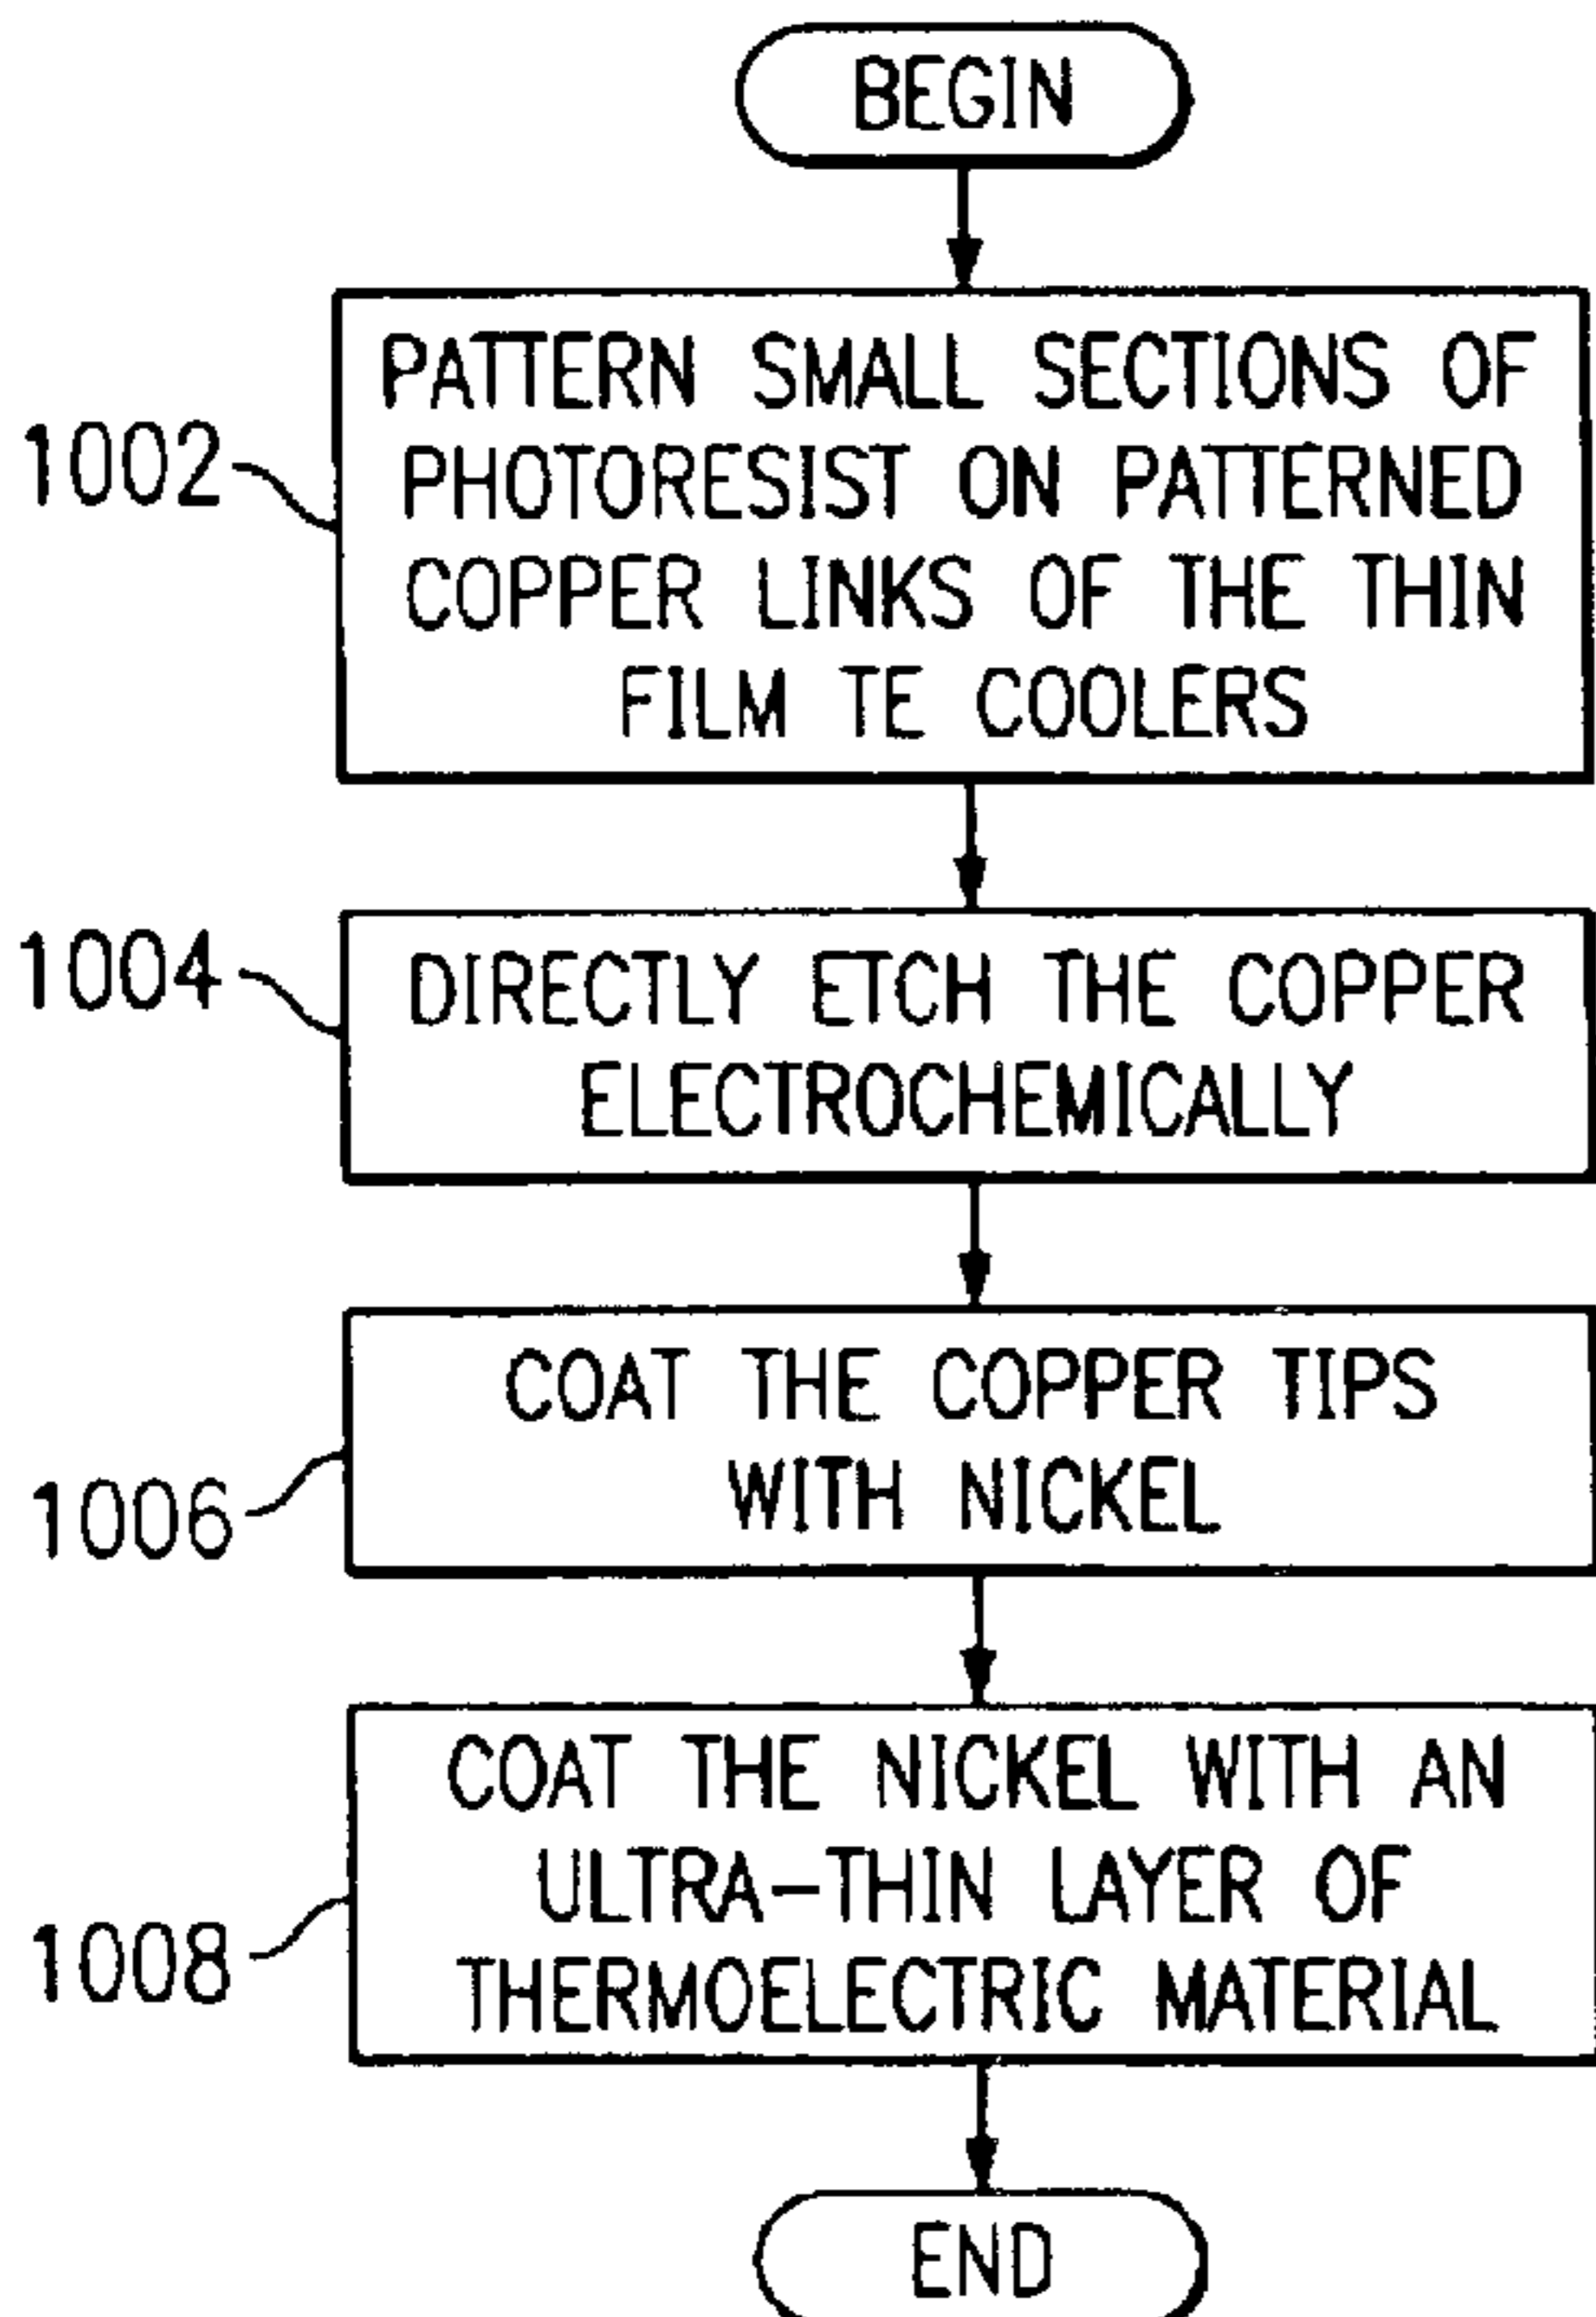 BEGIN
1002
PATTERN SMALL SECTIONS OF
PHOTORESIST ON PATTERNED
COPPER LINKS OF THE THIN
FILM TE COOLERS
1004
DIRECTLY ETCH THE COPPER
ELECTROCHEMICALLY
1006
COAT THE COPPER TIPS
WITH NICKEL
1008
COAT THE NICKEL WITH AN
ULTRA-THIN LAYER OF
THERMOELECTRIC MATERIAL
END